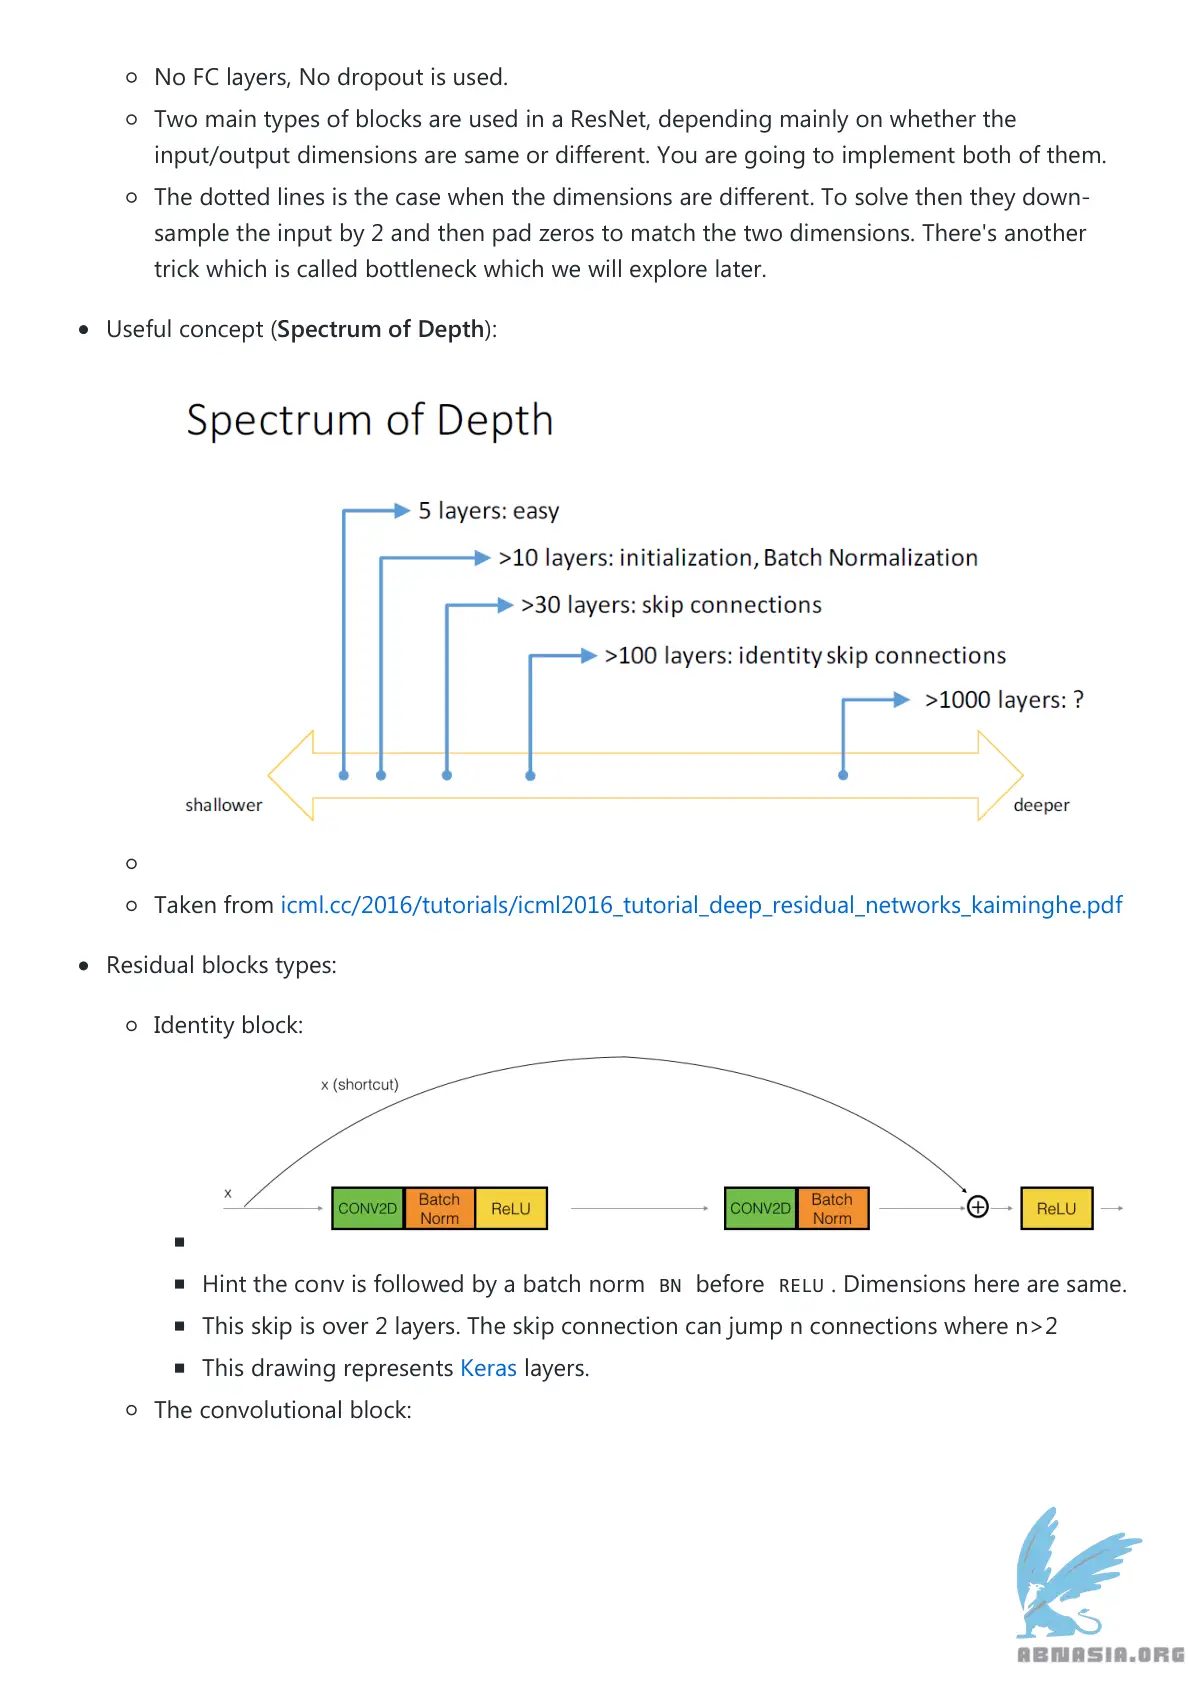 No FC layers, No dropout is used.
Two main types of blocks are used in a ResNet, depending mainly on whether the
input/output dimensions are same or different. You are going to implement both of them.
The dotted lines is the case when the dimensions are different. To solve then they down-
sample the input by 2 and then pad zeros to match the two dimensions. There's another
trick which is called bottleneck which we will explore later.
Useful concept (Spectrum of Depth):
Spectrum of Depth
5 layers: easy
>10 layers: initialization, Batch Normalization
>30 layers: skip connections
>100 layers: identity skip connections
>1000 layers: ?
shallower
deeper
Taken from icml.cc/2016/tutorials/icml2016_tutorial_deep_residual_networks_kaiminghe.pdf
Residual blocks types:
Identity block:
x (shortcut)
x
CONV2D
Batch
Norm
ReLU
CONV2D
Batch
Norm
ReLU
Hint the conv is followed by a batch norm BN before RELU . Dimensions here are same.
This skip is over 2 layers. The skip connection can jump n connections where n>2
This drawing represents Keras layers.
The convolutional block:
ABNASIA.ORG